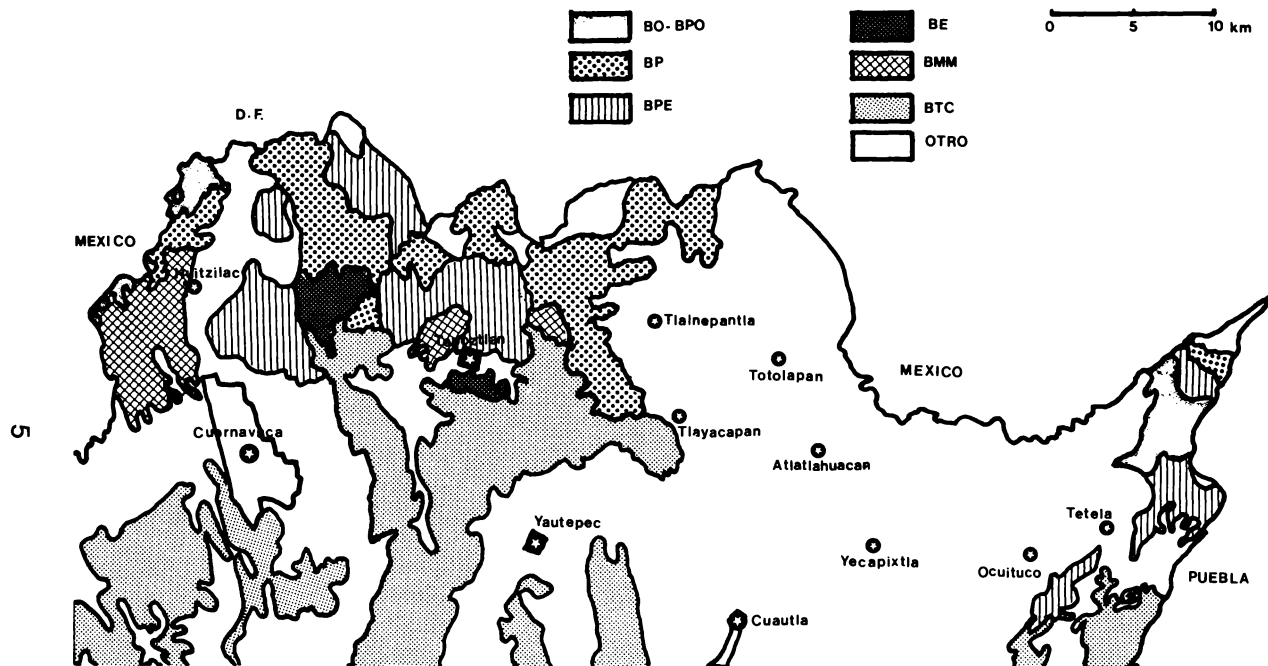 BO-BPO
BE
0 5 10 km
BP
BMM
BPE
BTC
D.F.
OTRO
MEXICO
Tlalnepantla
Totolapan
MEXICO
Tlayacapan
Cuernavaca
Atlatlahuacan
5
Yautepec
Tetela
Yecapixtla
Ocuituco
PUEBLA
Cuautla